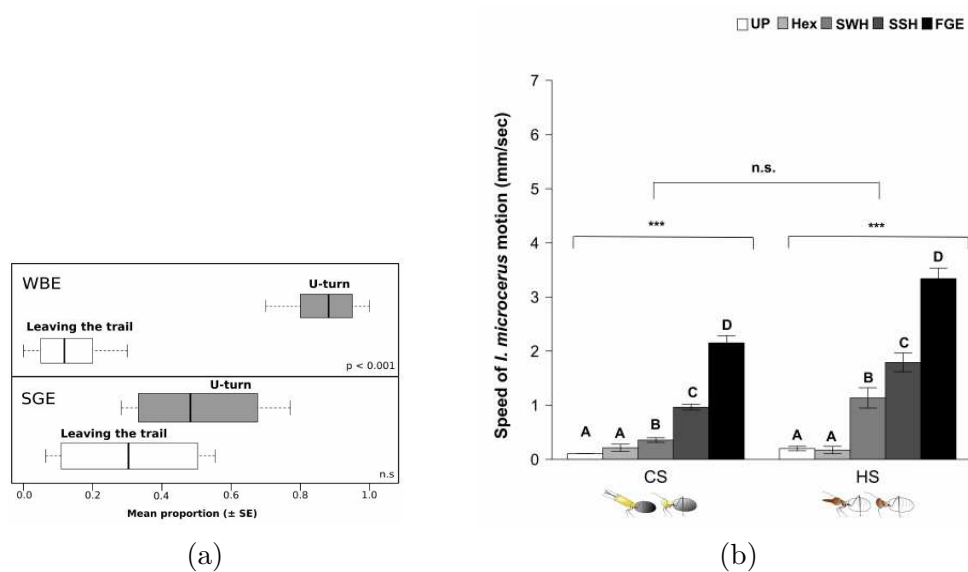 WBE
U-turn
Leaving the trail
p < 0.001
SGE
U-turn
Leaving the trail
n.s
0.0 0.2 0.4 0.6 0.8 1.0
Mean proportion (± SE)
(a)
UP Hex SWH SSH FGE
Speed of I. microcerus motion (mm/sec)
7
6
5
4
3
2
1
0
n.s.
*** ***
A A B C D A A B C D
CS HS
(b)